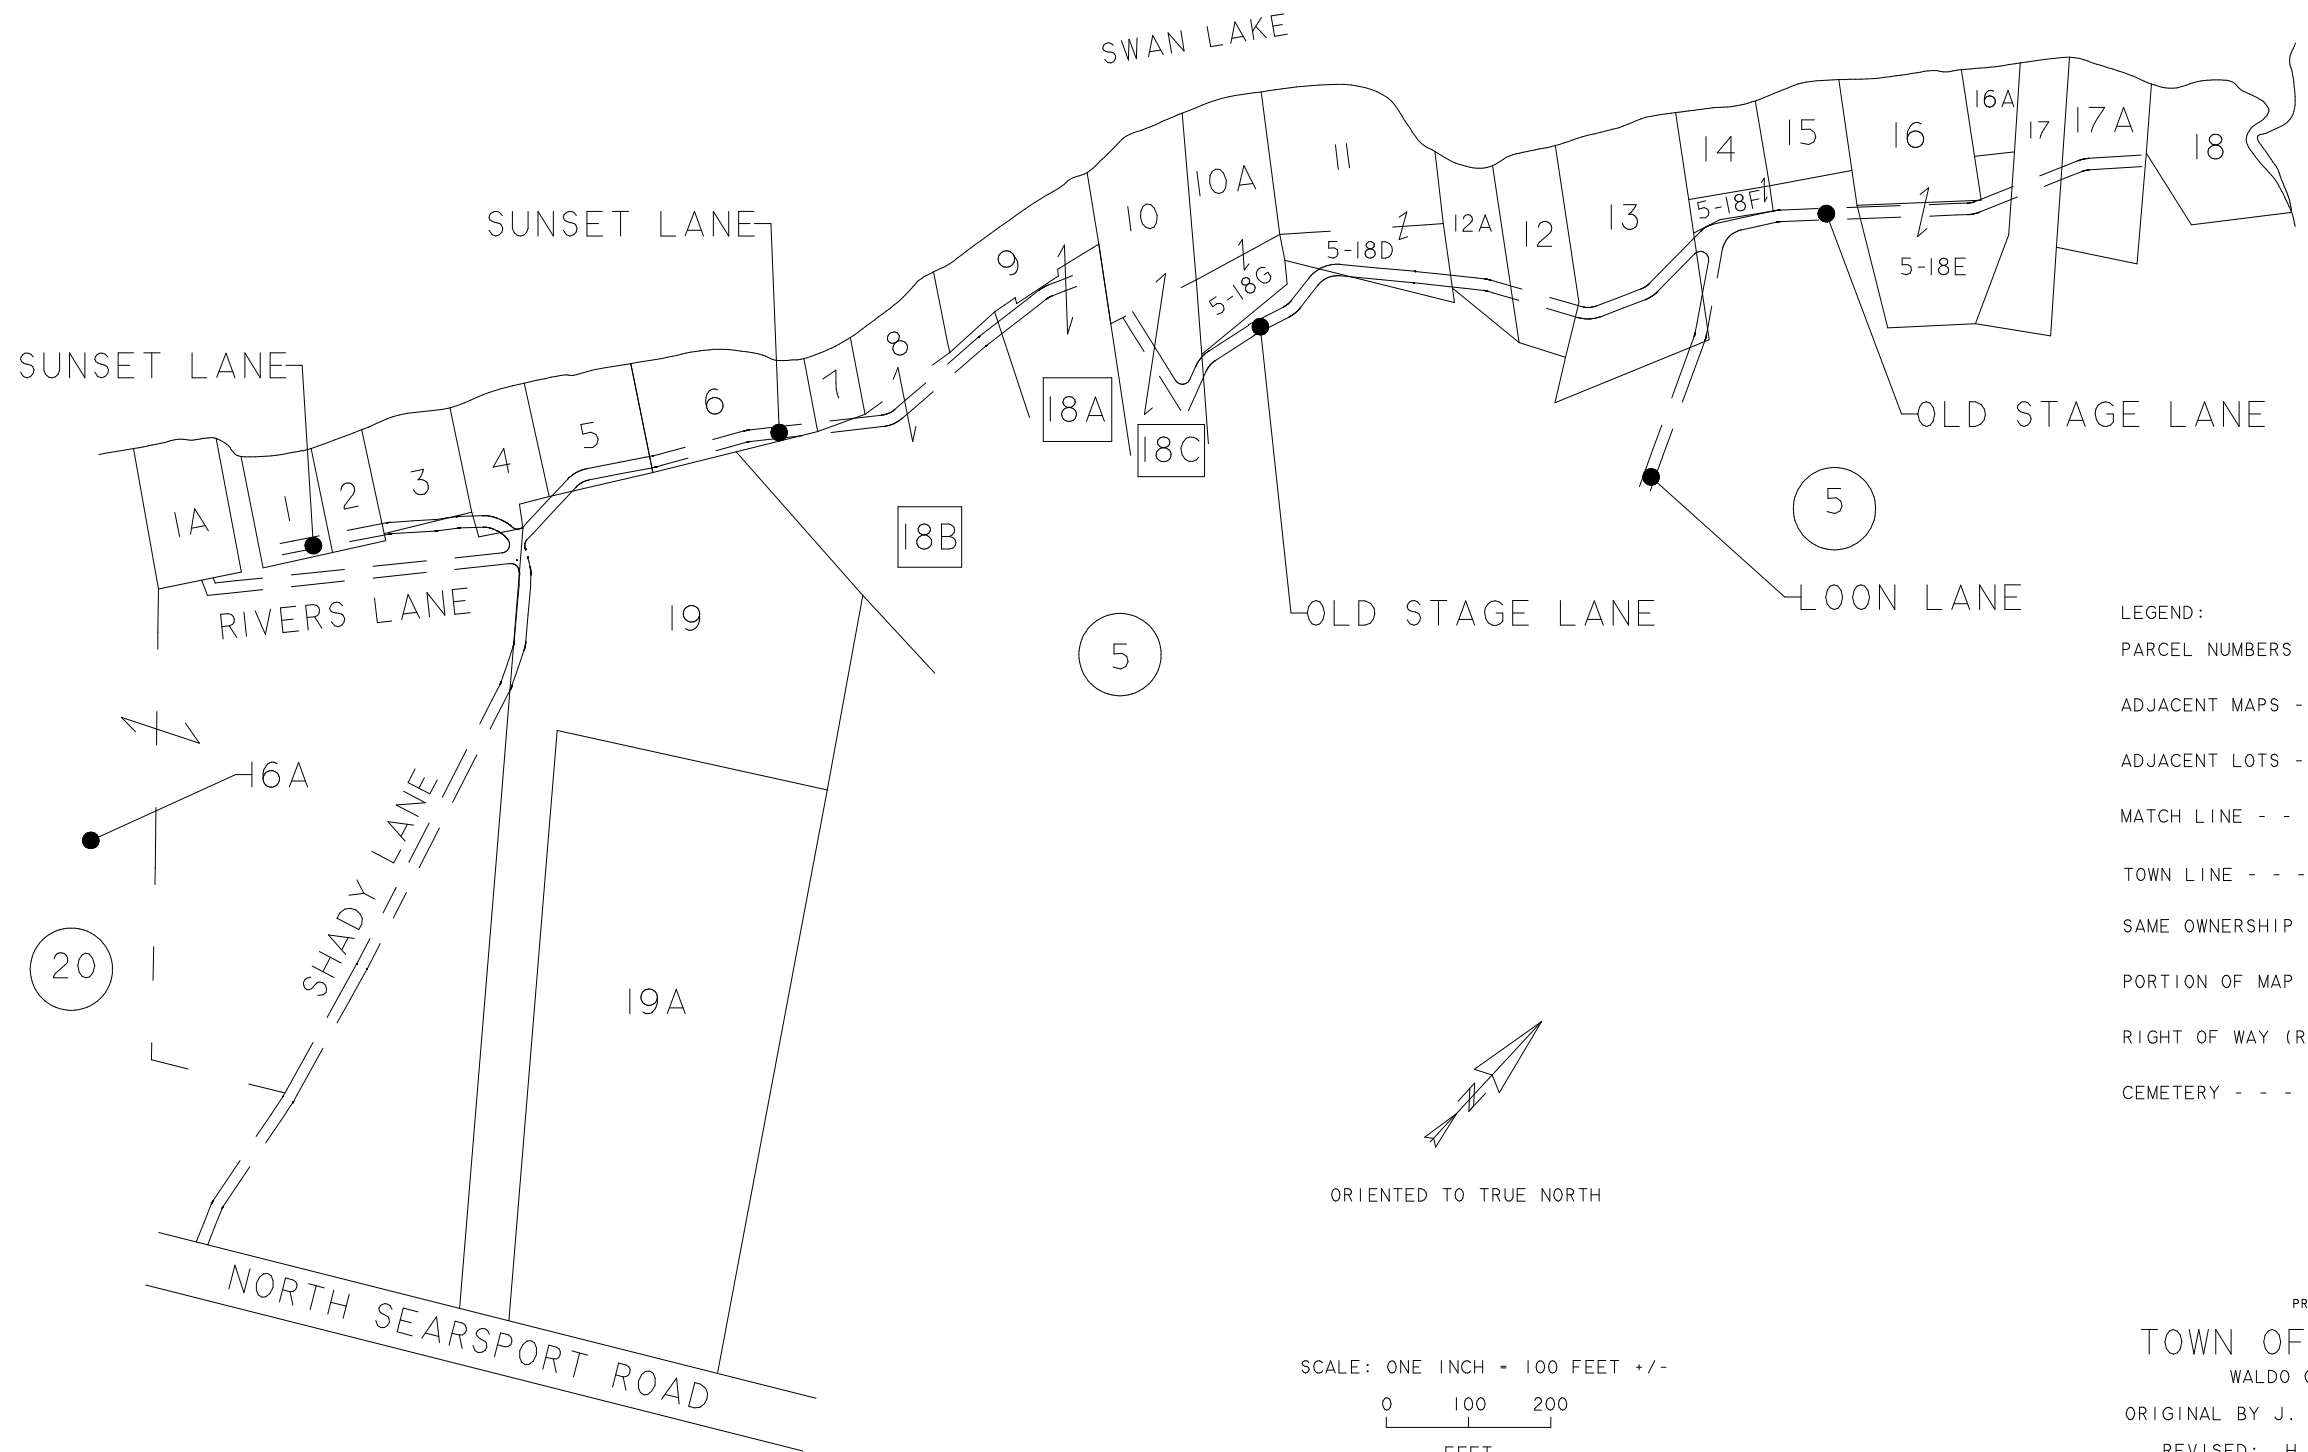 SWAN LAKE
SUNSET LANE
SUNSET LANE
1A
1
2
3
4
5
6
7
8
9
10
10A
11
12A
12
13
14
15
16
16A
17
17A
18
5-18G
5-18D
5-18F
5-18E
18A
18C
18B
OLD STAGE LANE
OLD STAGE LANE
LOON LANE
5
5
RIVERS LANE
19
16A
SHADY LANE
20
19A
NORTH SEARSPORT ROAD
ORIENTED TO TRUE NORTH
SCALE: ONE INCH = 100 FEET +/-
0 100 200
FEET
LEGEND:
PARCEL NUMBERS
ADJACENT MAPS -
ADJACENT LOTS -
MATCH LINE - -
TOWN LINE - - -
SAME OWNERSHIP
PORTION OF MAP
RIGHT OF WAY (R
CEMETERY - - -
PR
TOWN OF
WALDO
ORIGINAL BY J.
REVISED: H